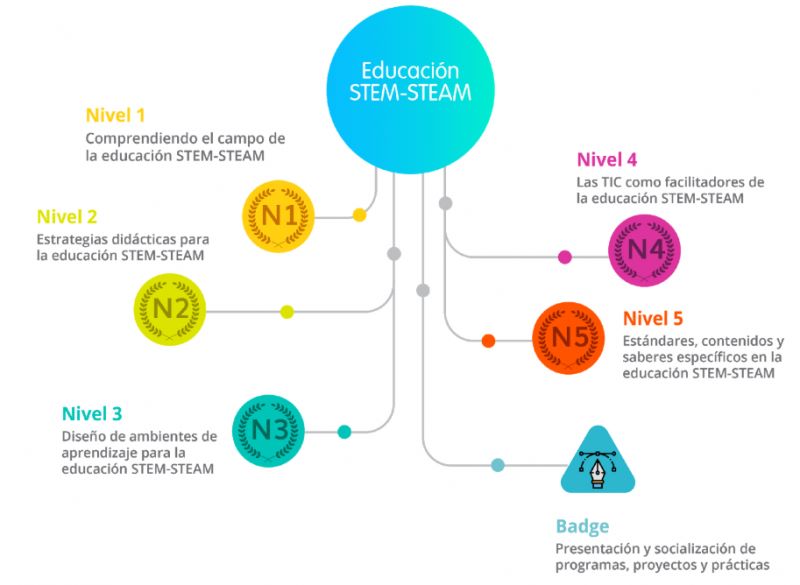 Educación
STEM-STEAM
Nivel 1
Comprendiendo el campo de
la educación STEM-STEAM
N1
Nivel 2
Estrategias didácticas para
la educación STEM-STEAM
N2
Nivel 3
Diseño de ambientes de
aprendizaje para la
educación STEM-STEAM
N3
Nivel 4
Las TIC como facilitadores de
la educación STEM-STEAM
N4
Nivel 5
Estándares, contenidos y
saberes específicos en la
educación STEM-STEAM
N5
Badge
Presentación y socialización de
programas, proyectos y prácticas